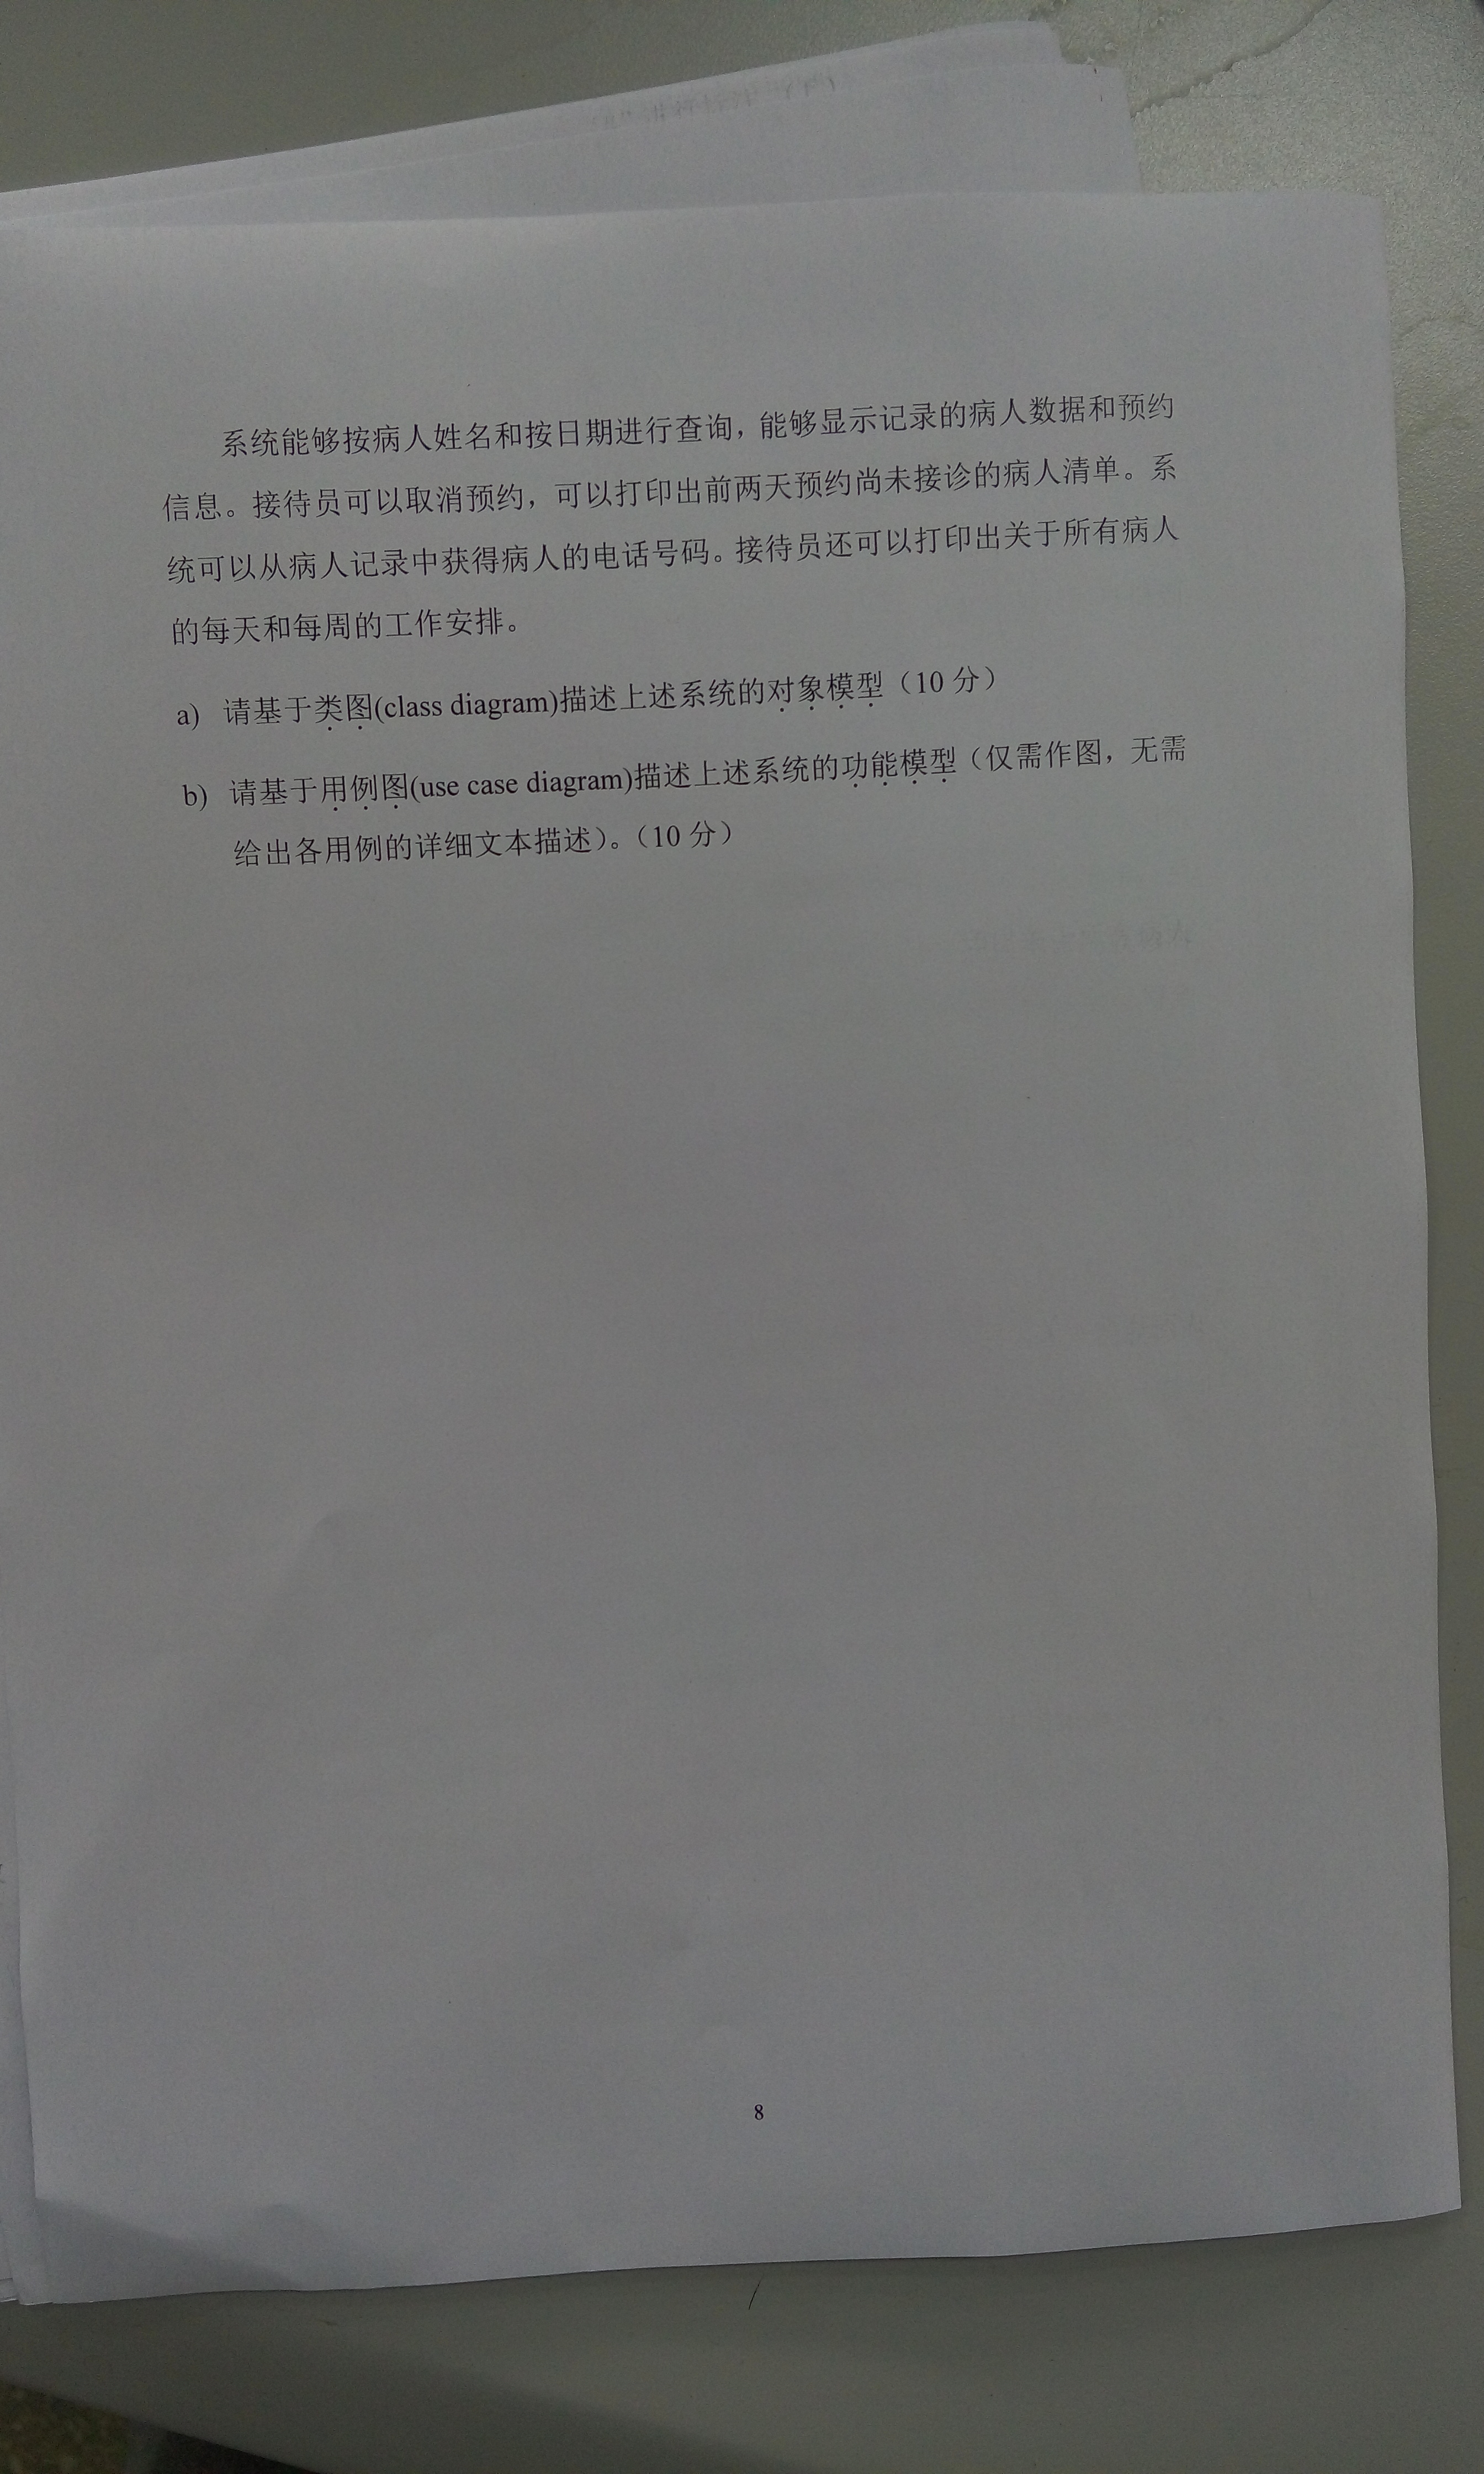 系统能够按病人姓名和按日期进行查询，能够显示记录的病人数据和预约
信息。接待员可以取消预约，可以打印出前两天预约尚未接诊的病人清单。系
统可以从病人记录中获得病人的电话号码。接待员还可以打印出关于所有病人
的每天和每周的工作安排。
a) 请基于类图(class diagram)描述上述系统的对象模型（10 分）
b) 请基于用例图(use case diagram)描述上述系统的功能模型（仅需作图，无需
给出各用例的详细文本描述）。（10 分）
8